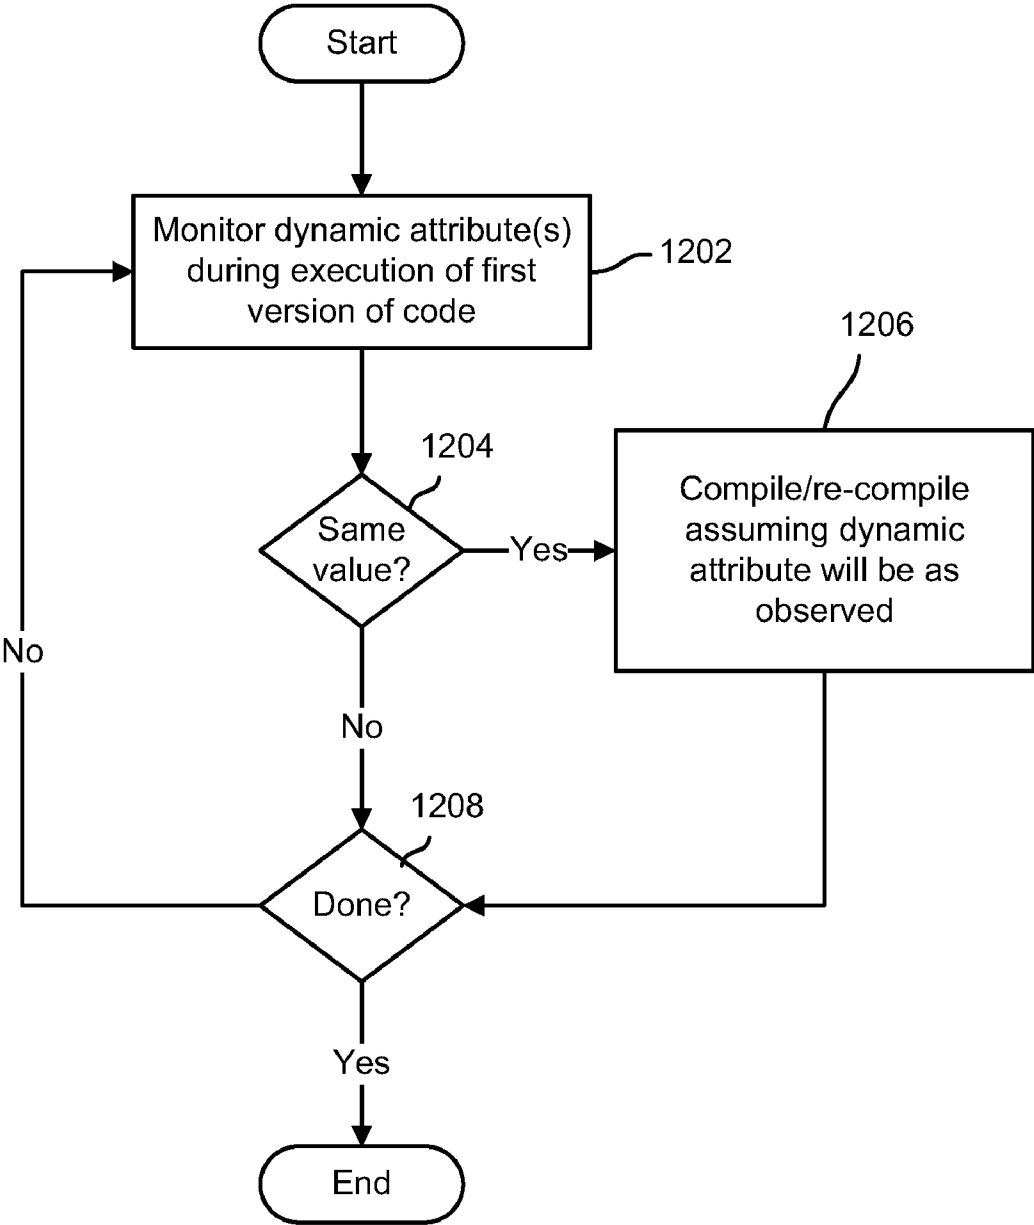 Start
Monitor dynamic attribute(s)
during execution of first
version of code
1202
1204
Same
value?
Yes
1206
Compile/re-compile
assuming dynamic
attribute will be as
observed
No
No
1208
Done?
Yes
End